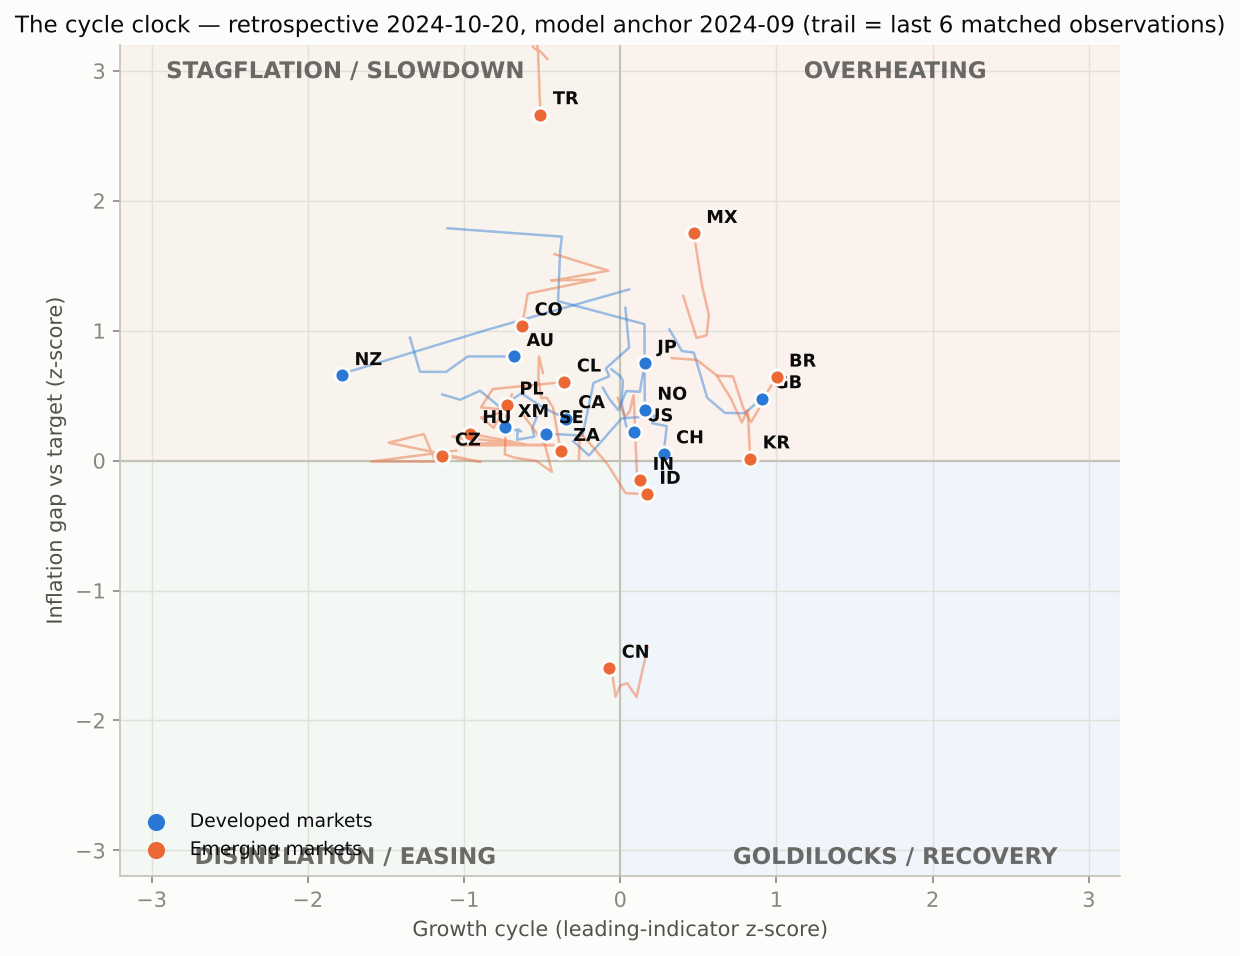 The cycle clock — retrospective 2024-10-20, model anchor 2024-09 (trail = last 6 matched observations)
STAGFLATION / SLOWDOWN
OVERHEATING
TR
MX
CO
AU
NZ
JP
CL
BR
GB
PL
CA
NO
HU
XM
SE
US
ZA
CH
KR
CZ
IN
ID
CN
3
2
1
0
−1
−2
−3
Inflation gap vs target (z-score)
Developed markets
Emerging markets
DISINFLATION / EASING
GOLDILOCKS / RECOVERY
−3
−2
−1
0
1
2
3
Growth cycle (leading-indicator z-score)